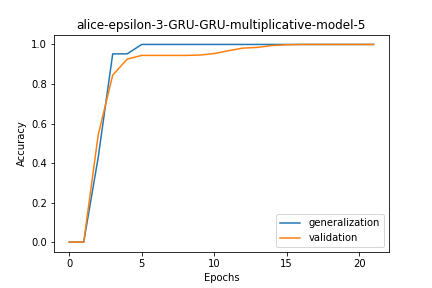 alice-epsilon-3-GRU-GRU-multiplicative-model-5
1.0
0.8
0.6
0.4
0.2
0.0
Accuracy
generalization
validation
0 5 10 15 20
Epochs